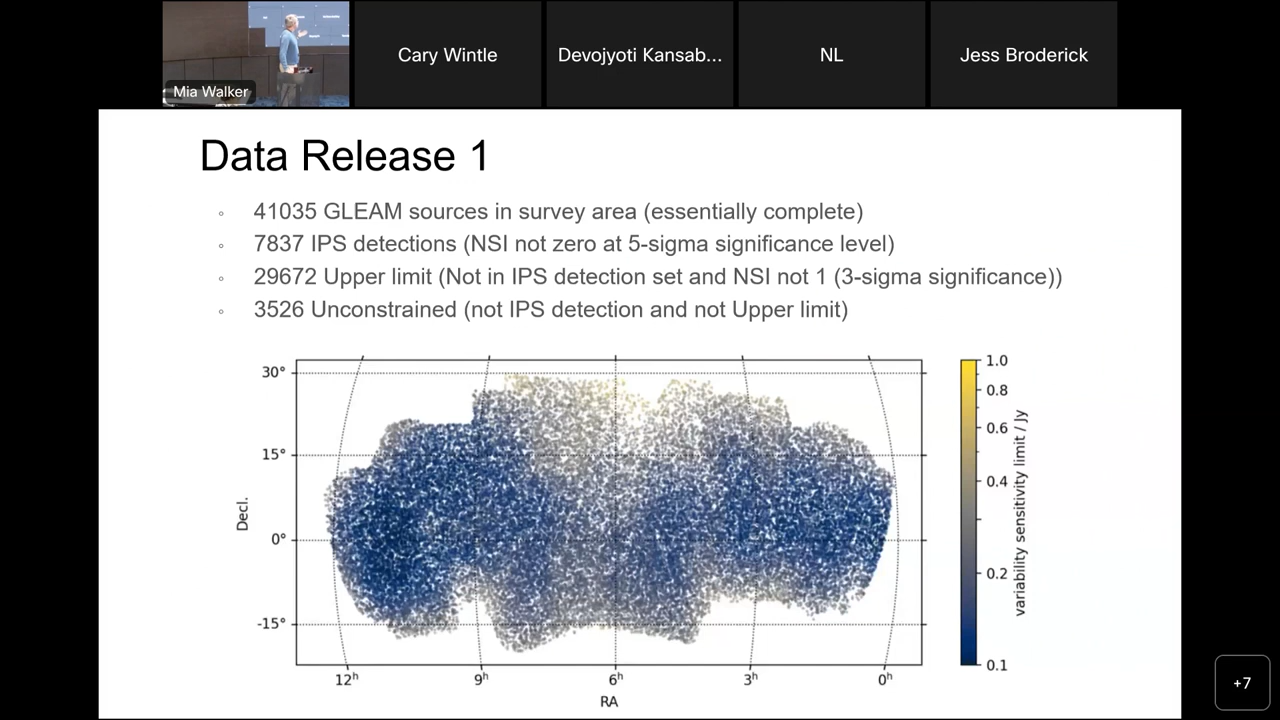 Mia Walker
Cary Wintle
Devojyoti Kansab...
NL
Jess Broderick
Data Release 1
◦ 41035 GLEAM sources in survey area (essentially complete)
◦ 7837 IPS detections (NSI not zero at 5-sigma significance level)
◦ 29672 Upper limit (Not in IPS detection set and NSI not 1 (3-sigma significance))
◦ 3526 Unconstrained (not IPS detection and not Upper limit)
30°
15°
0°
-15°
Decl.
12h
9h
6h
3h
0h
RA
1.0
0.8
0.6
0.4
0.2
0.1
variability sensitivity limit / Jy
+7